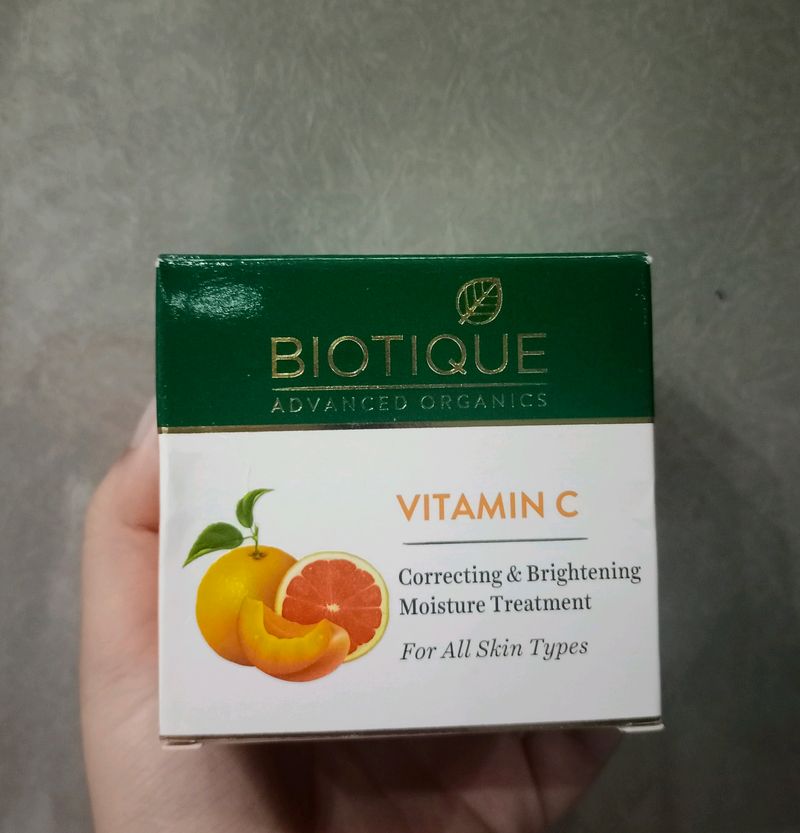 BIOTIQUE
ADVANCED ORGANICS
VITAMIN C
Correcting & Brightening
Moisture Treatment
For All Skin Types